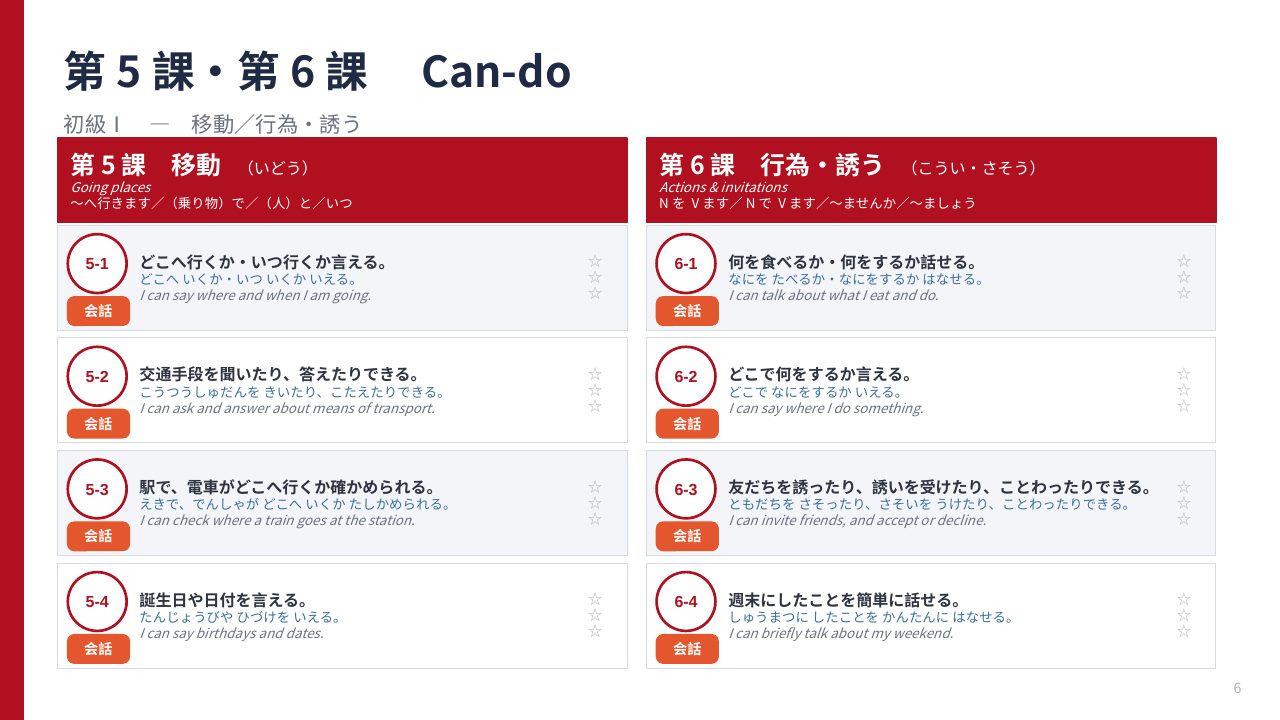 第５課・第６課　Can-do
初級Ⅰ　―　移動／行為・誘う
第５課　移動　（いどう）
Going places
～へ行きます／（乗り物）で／（人）と／いつ
5-1
会話
どこへ行くか・いつ行くか言える。
どこへ いくか・いつ いくか いえる。
I can say where and when I am going.
☆
☆
☆
5-2
会話
交通手段を聞いたり、答えたりできる。
こうつうしゅだんを きいたり、こたえたりできる。
I can ask and answer about means of transport.
☆
☆
☆
5-3
会話
駅で、電車がどこへ行くか確かめられる。
えきで、でんしゃが どこへ いくか たしかめられる。
I can check where a train goes at the station.
☆
☆
☆
5-4
会話
誕生日や日付を言える。
たんじょうびや ひづけを いえる。
I can say birthdays and dates.
☆
☆
☆
第６課　行為・誘う　（こうい・さそう）
Actions & invitations
Ｎを Ｖます／Ｎで Ｖます／～ませんか／～ましょう
6-1
会話
何を食べるか・何をするか話せる。
なにを たべるか・なにをするか はなせる。
I can talk about what I eat and do.
☆
☆
☆
6-2
会話
どこで何をするか言える。
どこで なにをするか いえる。
I can say where I do something.
☆
☆
☆
6-3
会話
友だちを誘ったり、誘いを受けたり、ことわったりできる。
ともだちを さそったり、さそいを うけたり、ことわったりできる。
I can invite friends, and accept or decline.
☆
☆
☆
6-4
会話
週末にしたことを簡単に話せる。
しゅうまつに したことを かんたんに はなせる。
I can briefly talk about my weekend.
☆
☆
☆
6